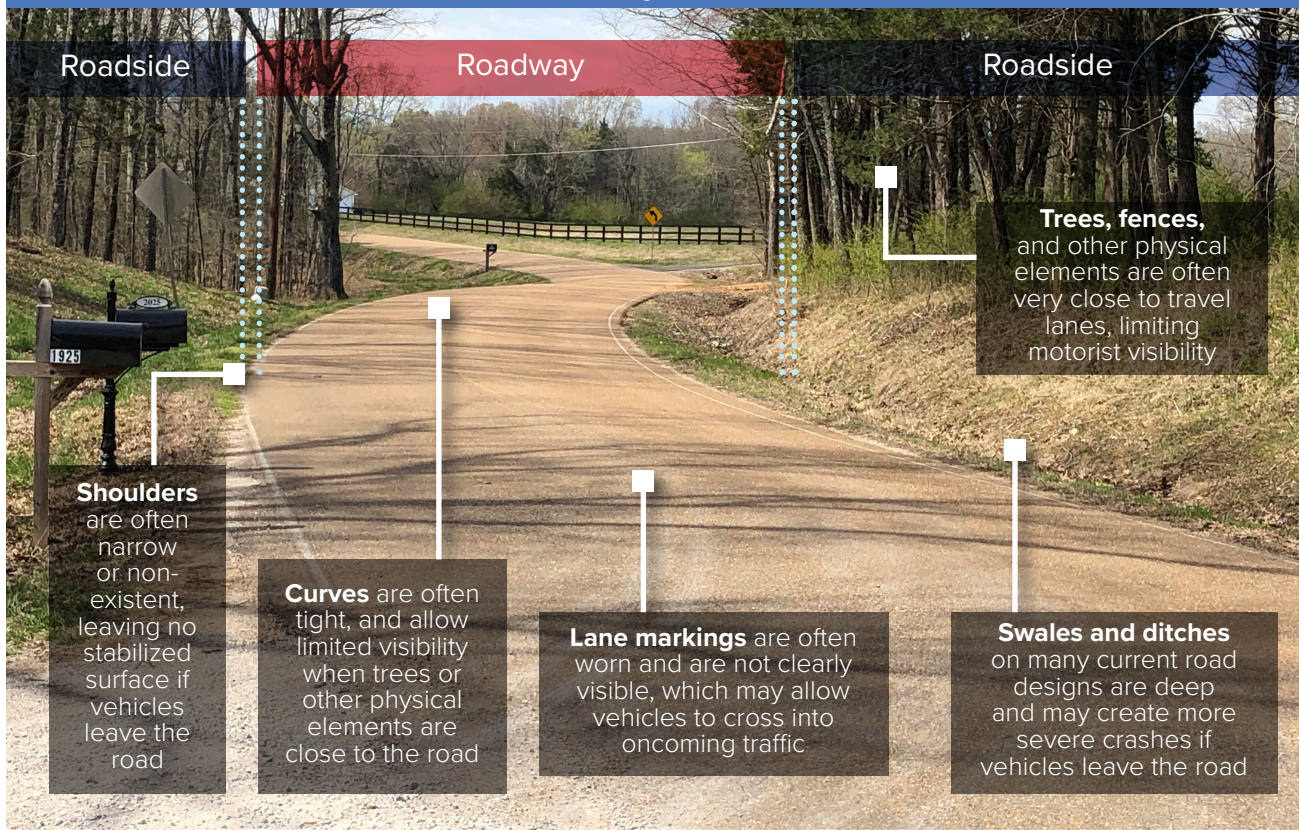 Roadside
Roadway
Roadside
Trees, fences,
and other physical
elements are often
very close to travel
lanes, limiting
motorist visibility
2025
1925
Shoulders
are often
narrow
or non-
existent,
leaving no
stabilized
surface if
vehicles
leave the
road
Curves are often
tight, and allow
limited visibility
when trees or
other physical
elements are
close to the road
Lane markings are often
worn and are not clearly
visible, which may allow
vehicles to cross into
oncoming traffic
Swales and ditches
on many current road
designs are deep
and may create more
severe crashes if
vehicles leave the road